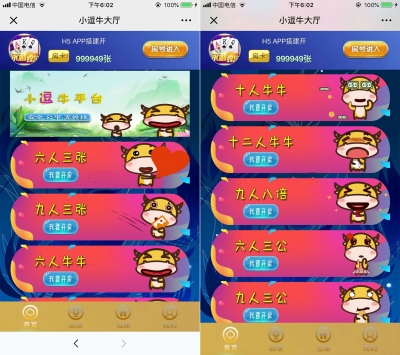 中国电信
下午6:02
100%
小逗牛大厅
H5 APP搭建开
房卡
999949张
房号进入
小逗牛平台
六人三张
我要开房
九人三张
我要开房
六人牛牛
首页
中国电信
下午6:02
100%
小逗牛大厅
H5 APP搭建开
房卡
999949张
房号进入
十人牛牛
我要开房
十二人牛牛
我要开房
九人八倍
我要开房
六人三公
我要开房
九人三公